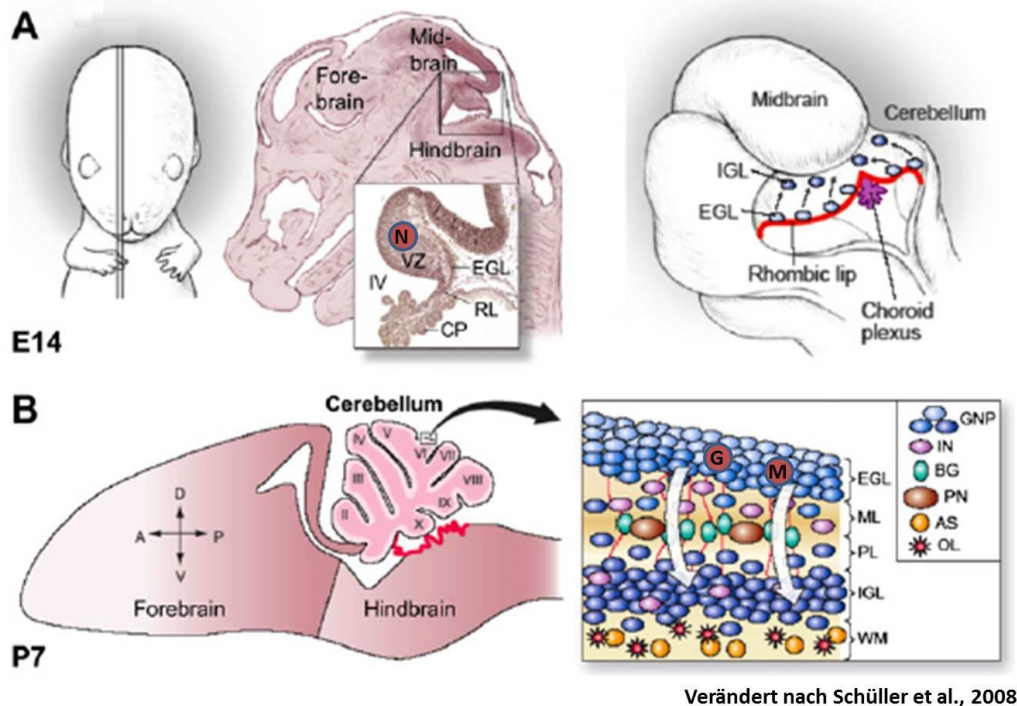 A
Mid-
brain
Fore-
brain
Hindbrain
N
VZ
EGL
IV
RL
CP
E14
Midbrain
Cerebellum
IGL
EGL
Rhombic lip
Choroid
plexus
B
Cerebellum
IV
V
VI
VII
III
VIII
II
IX
X
D
A
P
V
Forebrain
Hindbrain
P7
G
M
EGL
ML
PL
IGL
WM
GNP
IN
BG
PN
AS
OL
Verändert nach Schüller et al., 2008